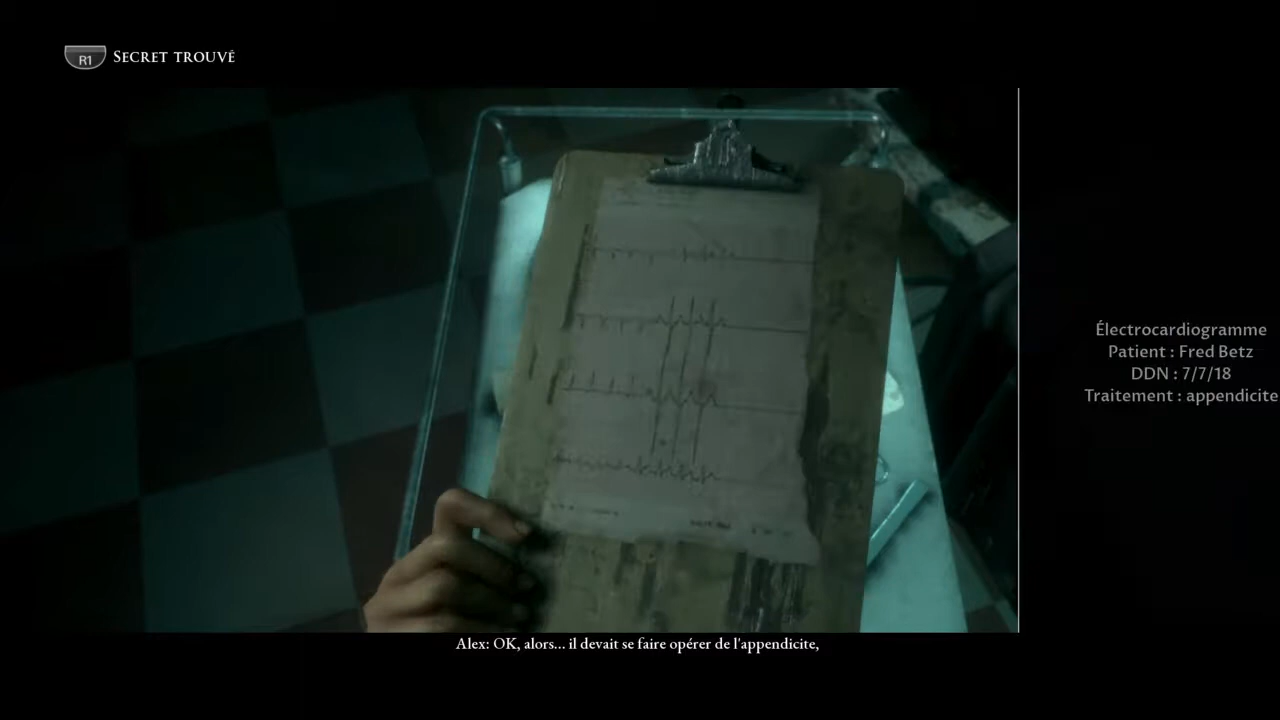 R1 SECRET TROUVÉ
Électrocardiogramme
Patient : Fred Betz
DDN : 7/7/18
Traitement : appendicite
Alex: OK, alors... il devait se faire opérer de l'appendicite,